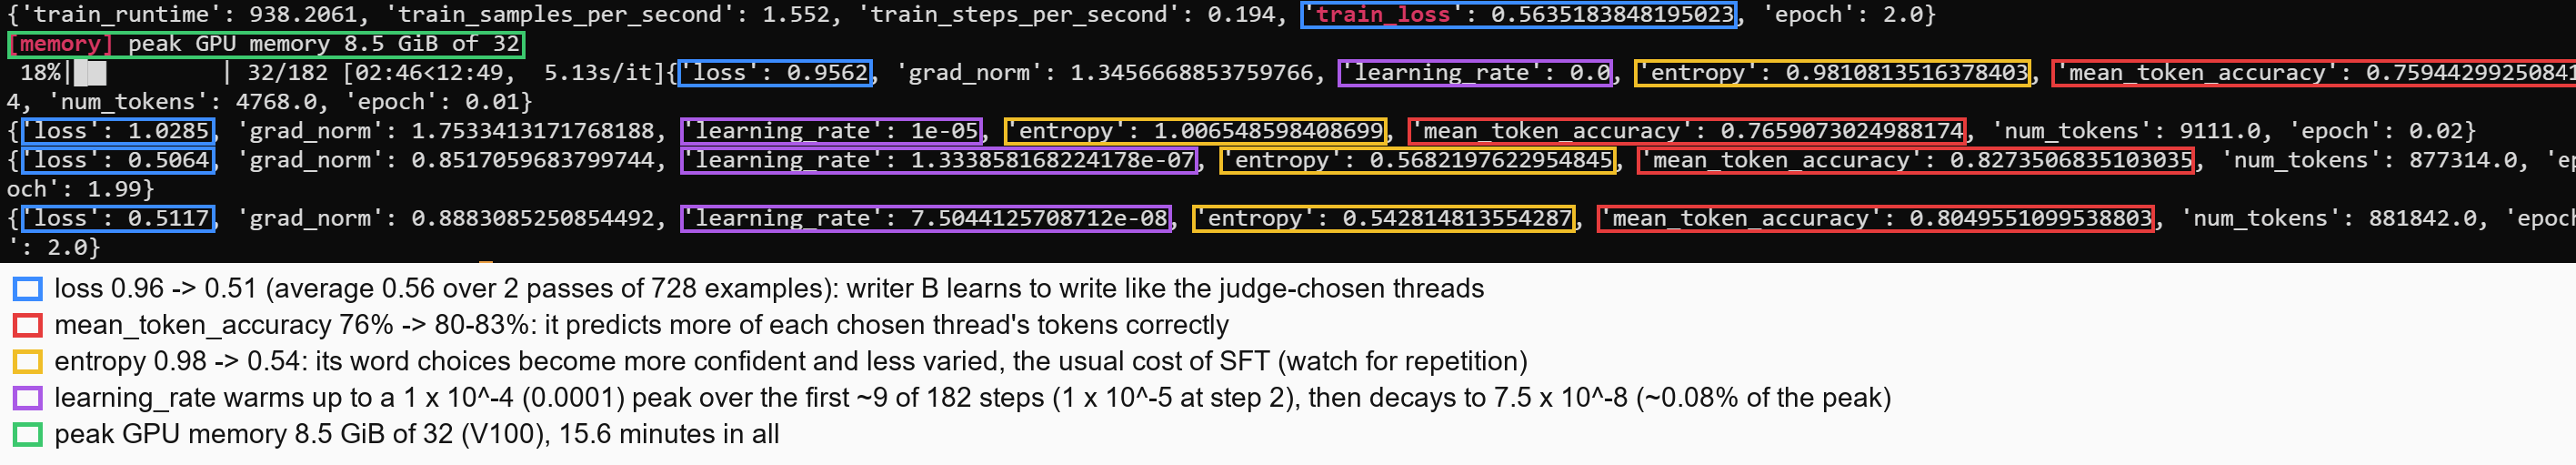 {'train_runtime': 938.2061, 'train_samples_per_second': 1.552, 'train_steps_per_second': 0.194, 'train_loss': 0.5635183848195023, 'epoch': 2.0}
[memory] peak GPU memory 8.5 GiB of 32
18%|██ | 32/182 [02:46<12:49, 5.13s/it]{'loss': 0.9562, 'grad_norm': 1.3456668853759766, 'learning_rate': 0.0, 'entropy': 0.9810813516378403, 'mean_token_accuracy': 0.75944299250841
4, 'num_tokens': 4768.0, 'epoch': 0.01}
{'loss': 1.0285, 'grad_norm': 1.7533413171768188, 'learning_rate': 1e-05, 'entropy': 1.006548598408699, 'mean_token_accuracy': 0.7659073024988174, 'num_tokens': 9111.0, 'epoch': 0.02}
{'loss': 0.5064, 'grad_norm': 0.8517059683799744, 'learning_rate': 1.333858168224178e-07, 'entropy': 0.5682197622954845, 'mean_token_accuracy': 0.8273506835103035, 'num_tokens': 877314.0, 'ep
och': 1.99}
{'loss': 0.5117, 'grad_norm': 0.8883085250854492, 'learning_rate': 7.5044125708712e-08, 'entropy': 0.542814813554287, 'mean_token_accuracy': 0.8049551099538803, 'num_tokens': 881842.0, 'epoch
': 2.0}
loss 0.96 -> 0.51 (average 0.56 over 2 passes of 728 examples): writer B learns to write like the judge-chosen threads
mean_token_accuracy 76% -> 80-83%: it predicts more of each chosen thread's tokens correctly
entropy 0.98 -> 0.54: its word choices become more confident and less varied, the usual cost of SFT (watch for repetition)
learning_rate warms up to a 1 x 10^-4 (0.0001) peak over the first ~9 of 182 steps (1 x 10^-5 at step 2), then decays to 7.5 x 10^-8 (~0.08% of the peak)
peak GPU memory 8.5 GiB of 32 (V100), 15.6 minutes in all